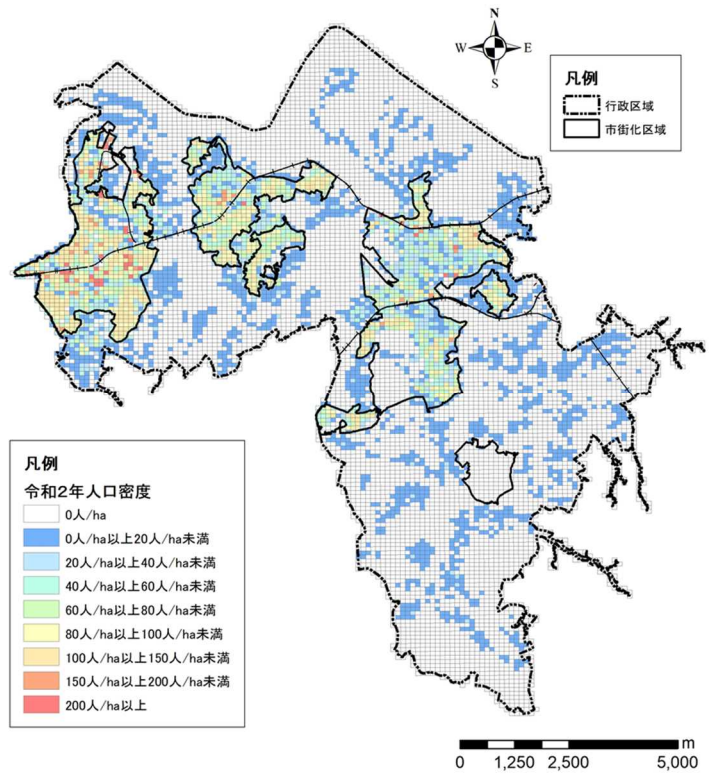 N
W
E
S
凡例
行政区域
市街化区域
凡例
令和2年人口密度
0人/ha
0人/ha以上20人/ha未満
20人/ha以上40人/ha未満
40人/ha以上60人/ha未満
60人/ha以上80人/ha未満
80人/ha以上100人/ha未満
100人/ha以上150人/ha未満
150人/ha以上200人/ha未満
200人/ha以上
m
0 1,250 2,500 5,000